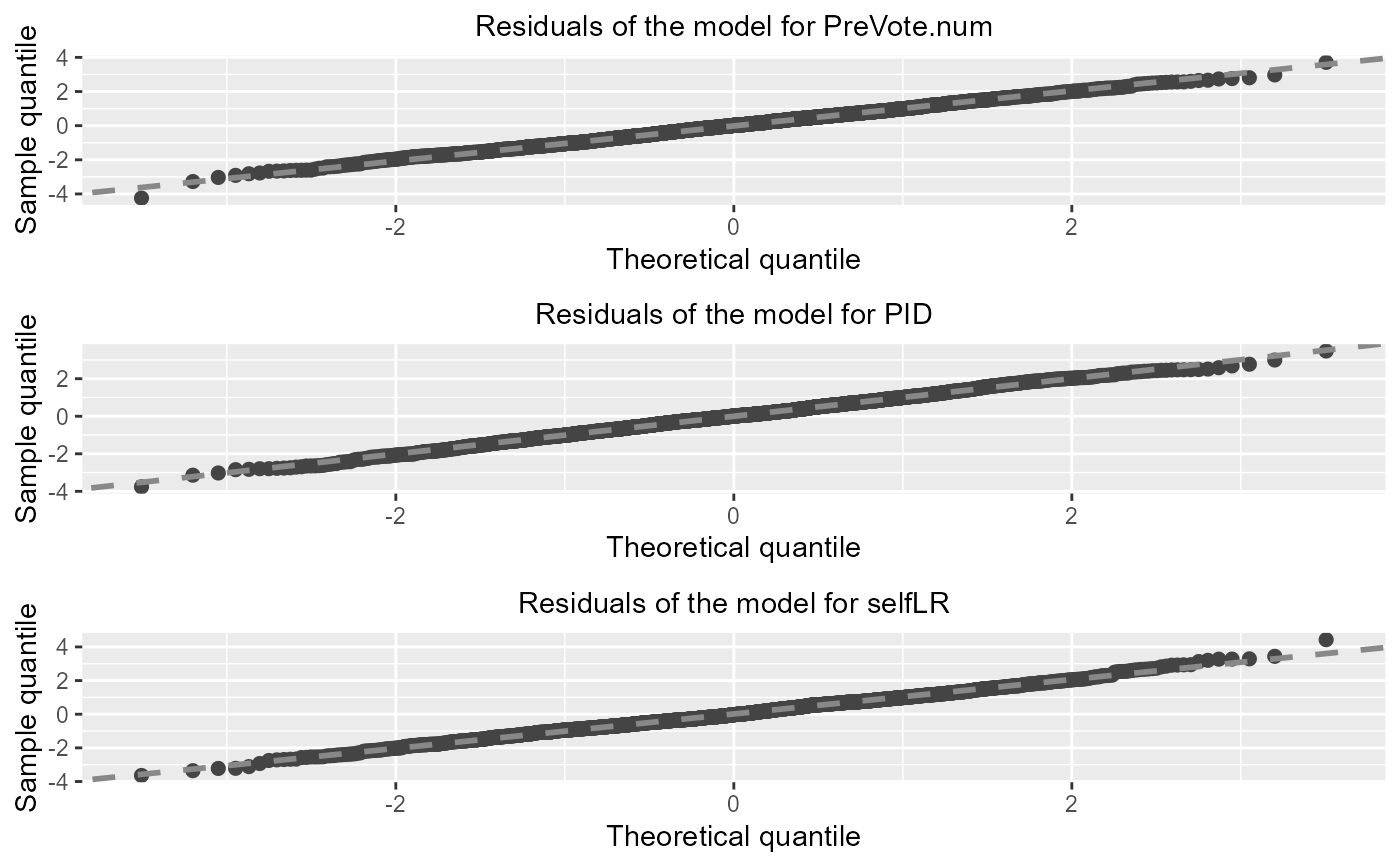 Residuals of the model for PreVote.num
Sample quantile
4
2
0
-2
-4
-2 0 2
Theoretical quantile
Residuals of the model for PID
Sample quantile
2
0
-2
-4
-2 0 2
Theoretical quantile
Residuals of the model for selfLR
Sample quantile
4
2
0
-2
-4
-2 0 2
Theoretical quantile